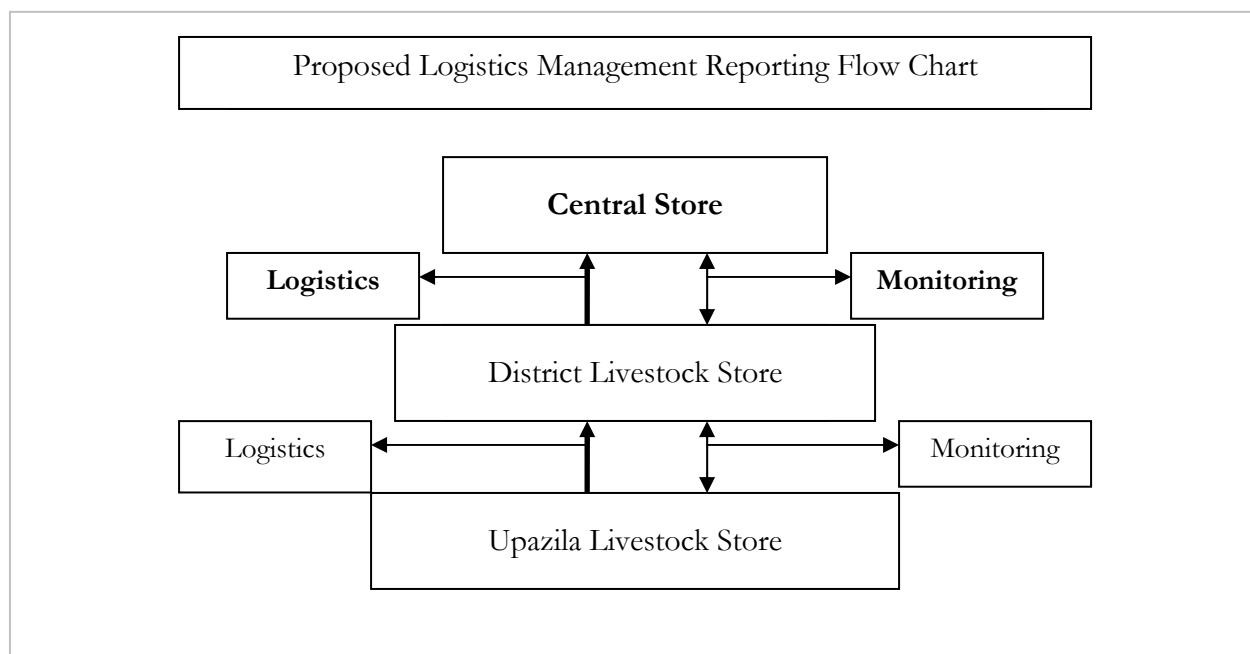 Proposed Logistics Management Reporting Flow Chart
Central Store
Logistics
Monitoring
District Livestock Store
Logistics
Monitoring
Upazila Livestock Store